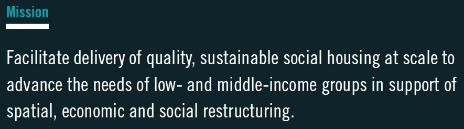 Mission
Facilitate delivery of quality, sustainable social housing at scale to
advance the needs of low- and middle-income groups in support of
spatial, economic and social restructuring.